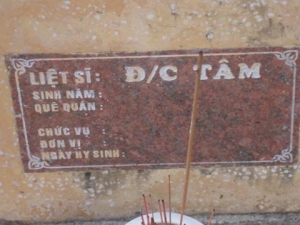 LIỆT SĨ : Đ/C TÂM
SINH NĂM :
QUÊ QUÁN :
CHỨC VỤ :
ĐƠN VỊ :
NGÀY HY SINH :